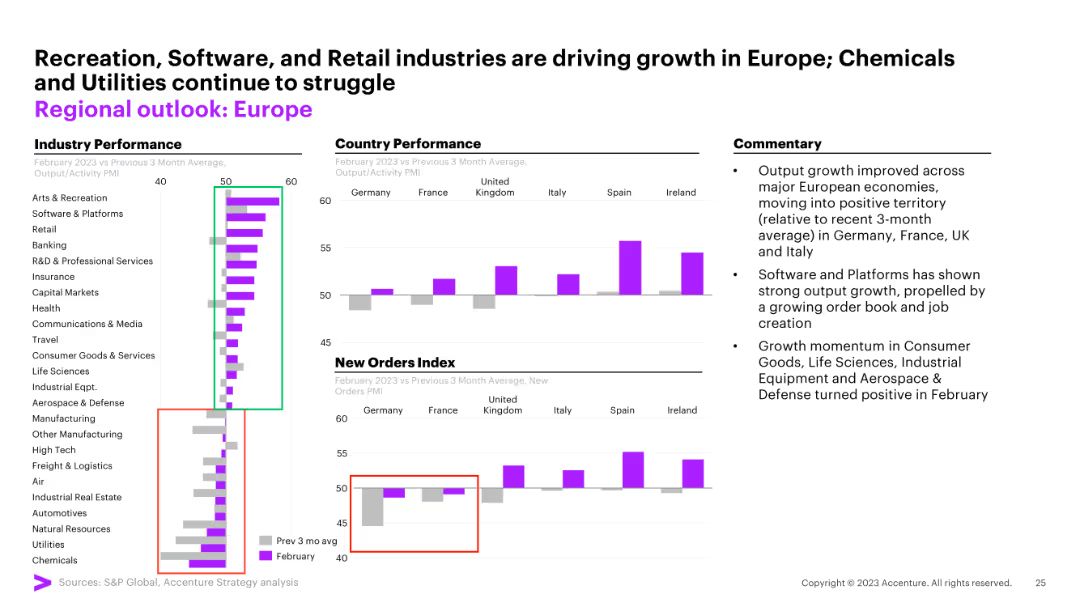 Recreation, Software, and Retail industries are driving growth in Europe; Chemicals
and Utilities continue to struggle
Regional outlook: Europe
Industry Performance
February 2023 vs Previous 3 Month Average,
Output/Activity PMI
40 50 60
Arts & Recreation
Software & Platforms
Retail
Banking
R&D & Professional Services
Insurance
Capital Markets
Health
Communications & Media
Travel
Consumer Goods & Services
Life Sciences
Industrial Eqpt.
Aerospace & Defense
Manufacturing
Other Manufacturing
High Tech
Freight & Logistics
Air
Industrial Real Estate
Automotives
Natural Resources
Utilities
Chemicals
Prev 3 mo avg
February
Country Performance
February 2023 vs Previous 3 Month Average,
Output/Activity PMI
Germany France United Kingdom Italy Spain Ireland
60
55
50
45
New Orders Index
February 2023 vs Previous 3 Month Average, New
Orders PMI
Germany France United Kingdom Italy Spain Ireland
60
55
50
45
40
Commentary
• Output growth improved across
major European economies,
moving into positive territory
(relative to recent 3-month
average) in Germany, France, UK
and Italy
• Software and Platforms has shown
strong output growth, propelled by
a growing order book and job
creation
• Growth momentum in Consumer
Goods, Life Sciences, Industrial
Equipment and Aerospace &
Defense turned positive in February
Sources: S&P Global, Accenture Strategy analysis
Copyright © 2023 Accenture. All rights reserved. 25